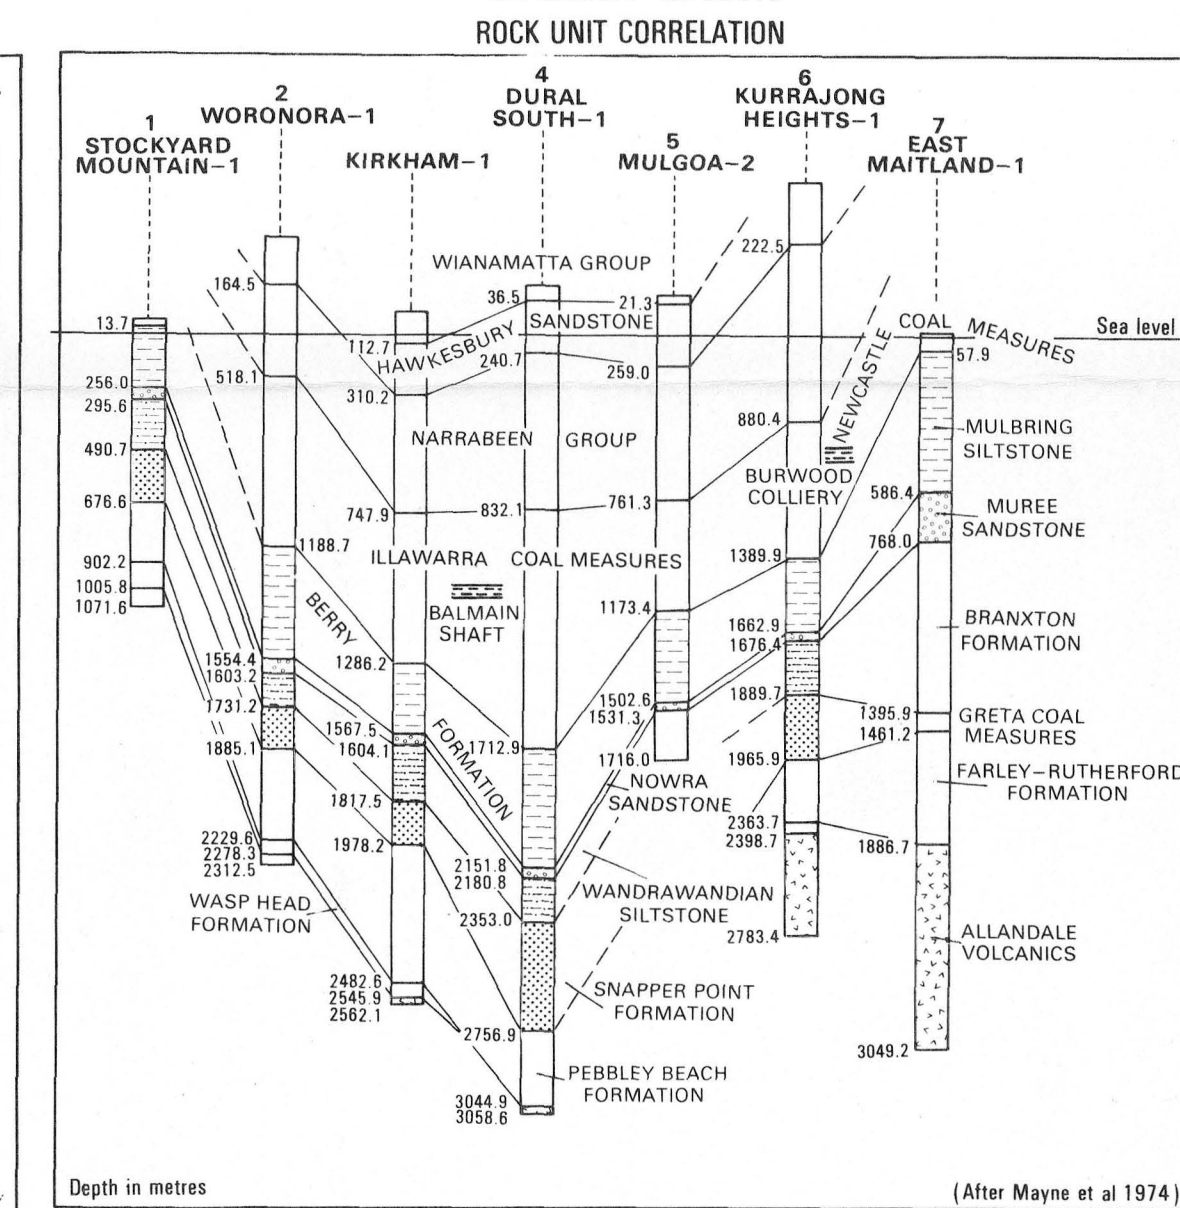 ROCK UNIT CORRELATION
1
STOCKYARD
MOUNTAIN–1
2
WORONORA–1
KIRKHAM–1
4
DURAL
SOUTH–1
5
MULGOA–2
6
KURRAJONG
HEIGHTS–1
7
EAST
MAITLAND–1
13.7
256.0
295.6
490.7
676.6
902.2
1005.8
1071.6
164.5
518.1
1188.7
1554.4
1603.2
1731.2
1885.1
2229.6
2278.3
2312.5
112.7
310.2
747.9
1286.2
1567.5
1604.1
1817.5
1978.2
2482.6
2545.9
2562.1
36.5
240.7
832.1
1712.9
2151.8
2180.8
2353.0
2756.9
3044.9
3058.6
21.3
259.0
761.3
1173.4
1502.6
1531.3
1716.0
222.5
880.4
1389.9
1662.9
1676.4
1889.7
1965.9
2363.7
2398.7
2783.4
57.9
586.4
768.0
1395.9
1461.2
1886.7
3049.2
WIANAMATTA GROUP
HAWKESBURY SANDSTONE
NARRABEEN GROUP
ILLAWARRA COAL MEASURES
BALMAIN
SHAFT
BERRY FORMATION
WASP HEAD
FORMATION
NOWRA
SANDSTONE
WANDRAWANDIAN
SILTSTONE
SNAPPER POINT
FORMATION
PEBBLEY BEACH
FORMATION
BURWOOD
COLLIERY
NEWCASTLE COAL MEASURES
Sea level
MULBRING
SILTSTONE
MUREE
SANDSTONE
BRANXTON
FORMATION
GRETA COAL
MEASURES
FARLEY–RUTHERFORD
FORMATION
ALLANDALE
VOLCANICS
Depth in metres
(After Mayne et al 1974)